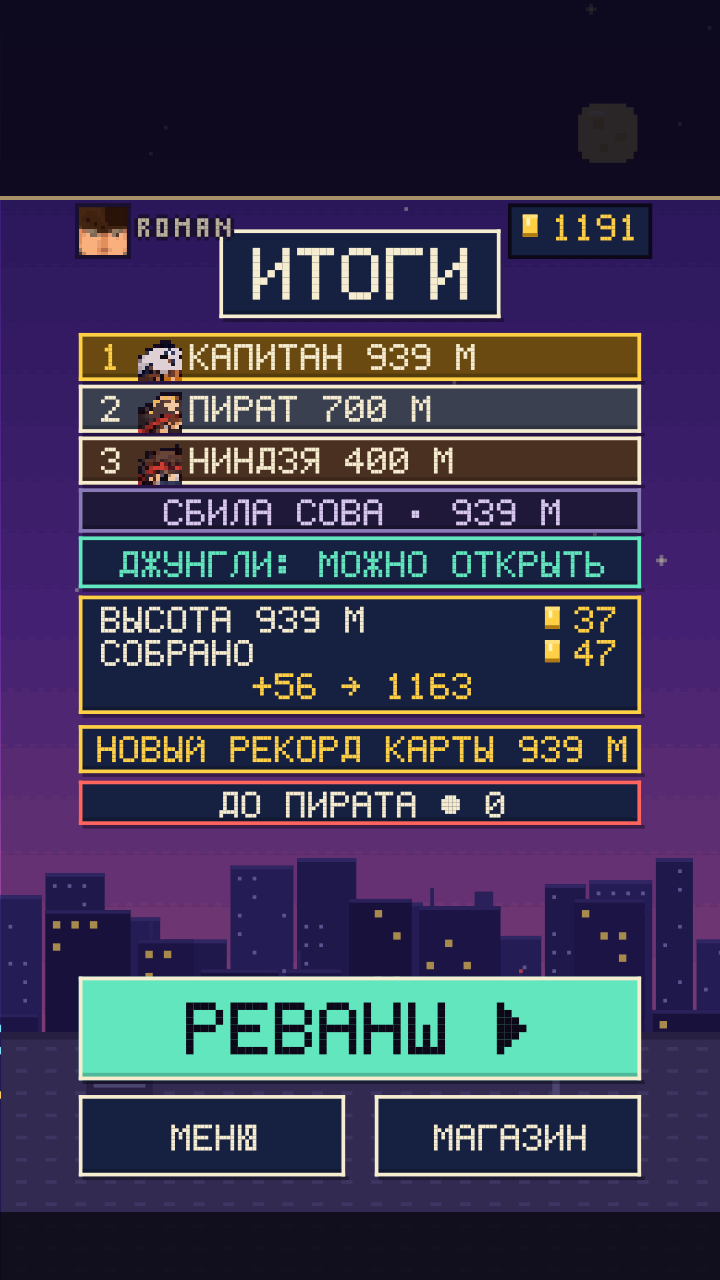 ROMAN
1191
ИТОГИ
1 КАПИТАН 939 М
2 ПИРАТ 700 М
3 НИНДЗЯ 400 М
СБИЛА СОВА · 939 М
ДЖУНГЛИ: МОЖНО ОТКРЫТЬ
ВЫСОТА 939 М 37
СОБРАНО 47
+56 → 1163
НОВЫЙ РЕКОРД КАРТЫ 939 М
ДО ПИРАТА ● 0
РЕВАНШ ▶
МЕНЮ
МАГАЗИН